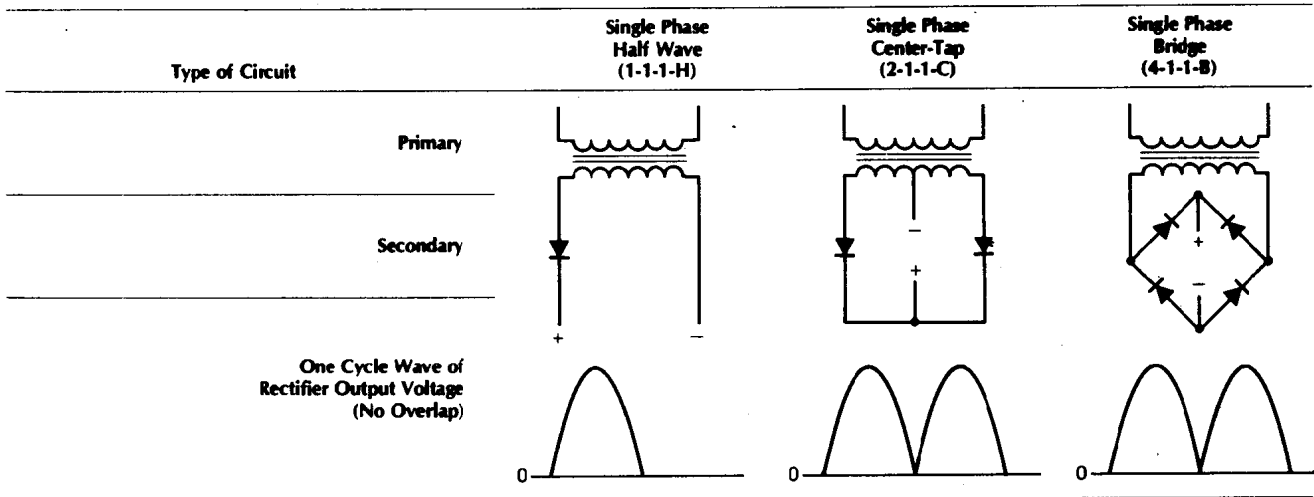 Type of Circuit
Single Phase
Half Wave
(1-1-1-H)
Single Phase
Center-Tap
(2-1-1-C)
Single Phase
Bridge
(4-1-1-B)
Primary
Secondary
+
−
−
+
+
−
One Cycle Wave of
Rectifier Output Voltage
(No Overlap)
0
0
0